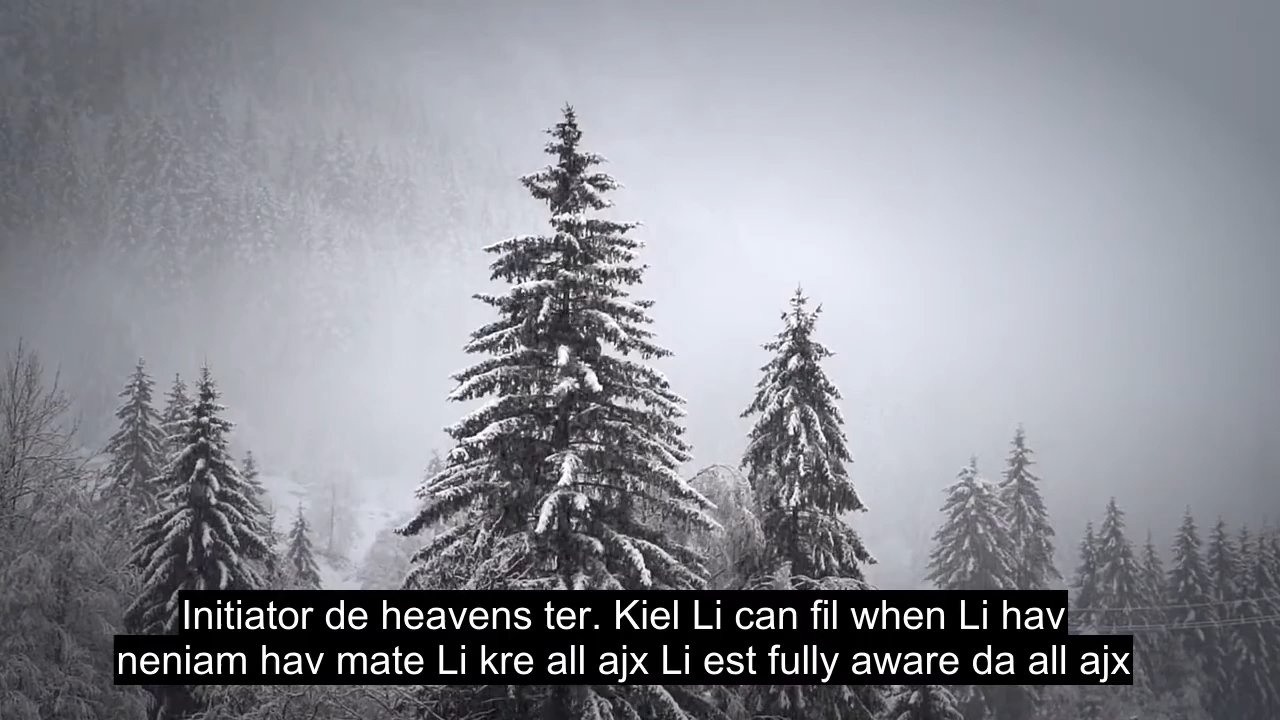 Initiator de heavens ter. Kiel Li can fil when Li hav
neniam hav mate Li kre all ajx Li est fully aware da all ajx